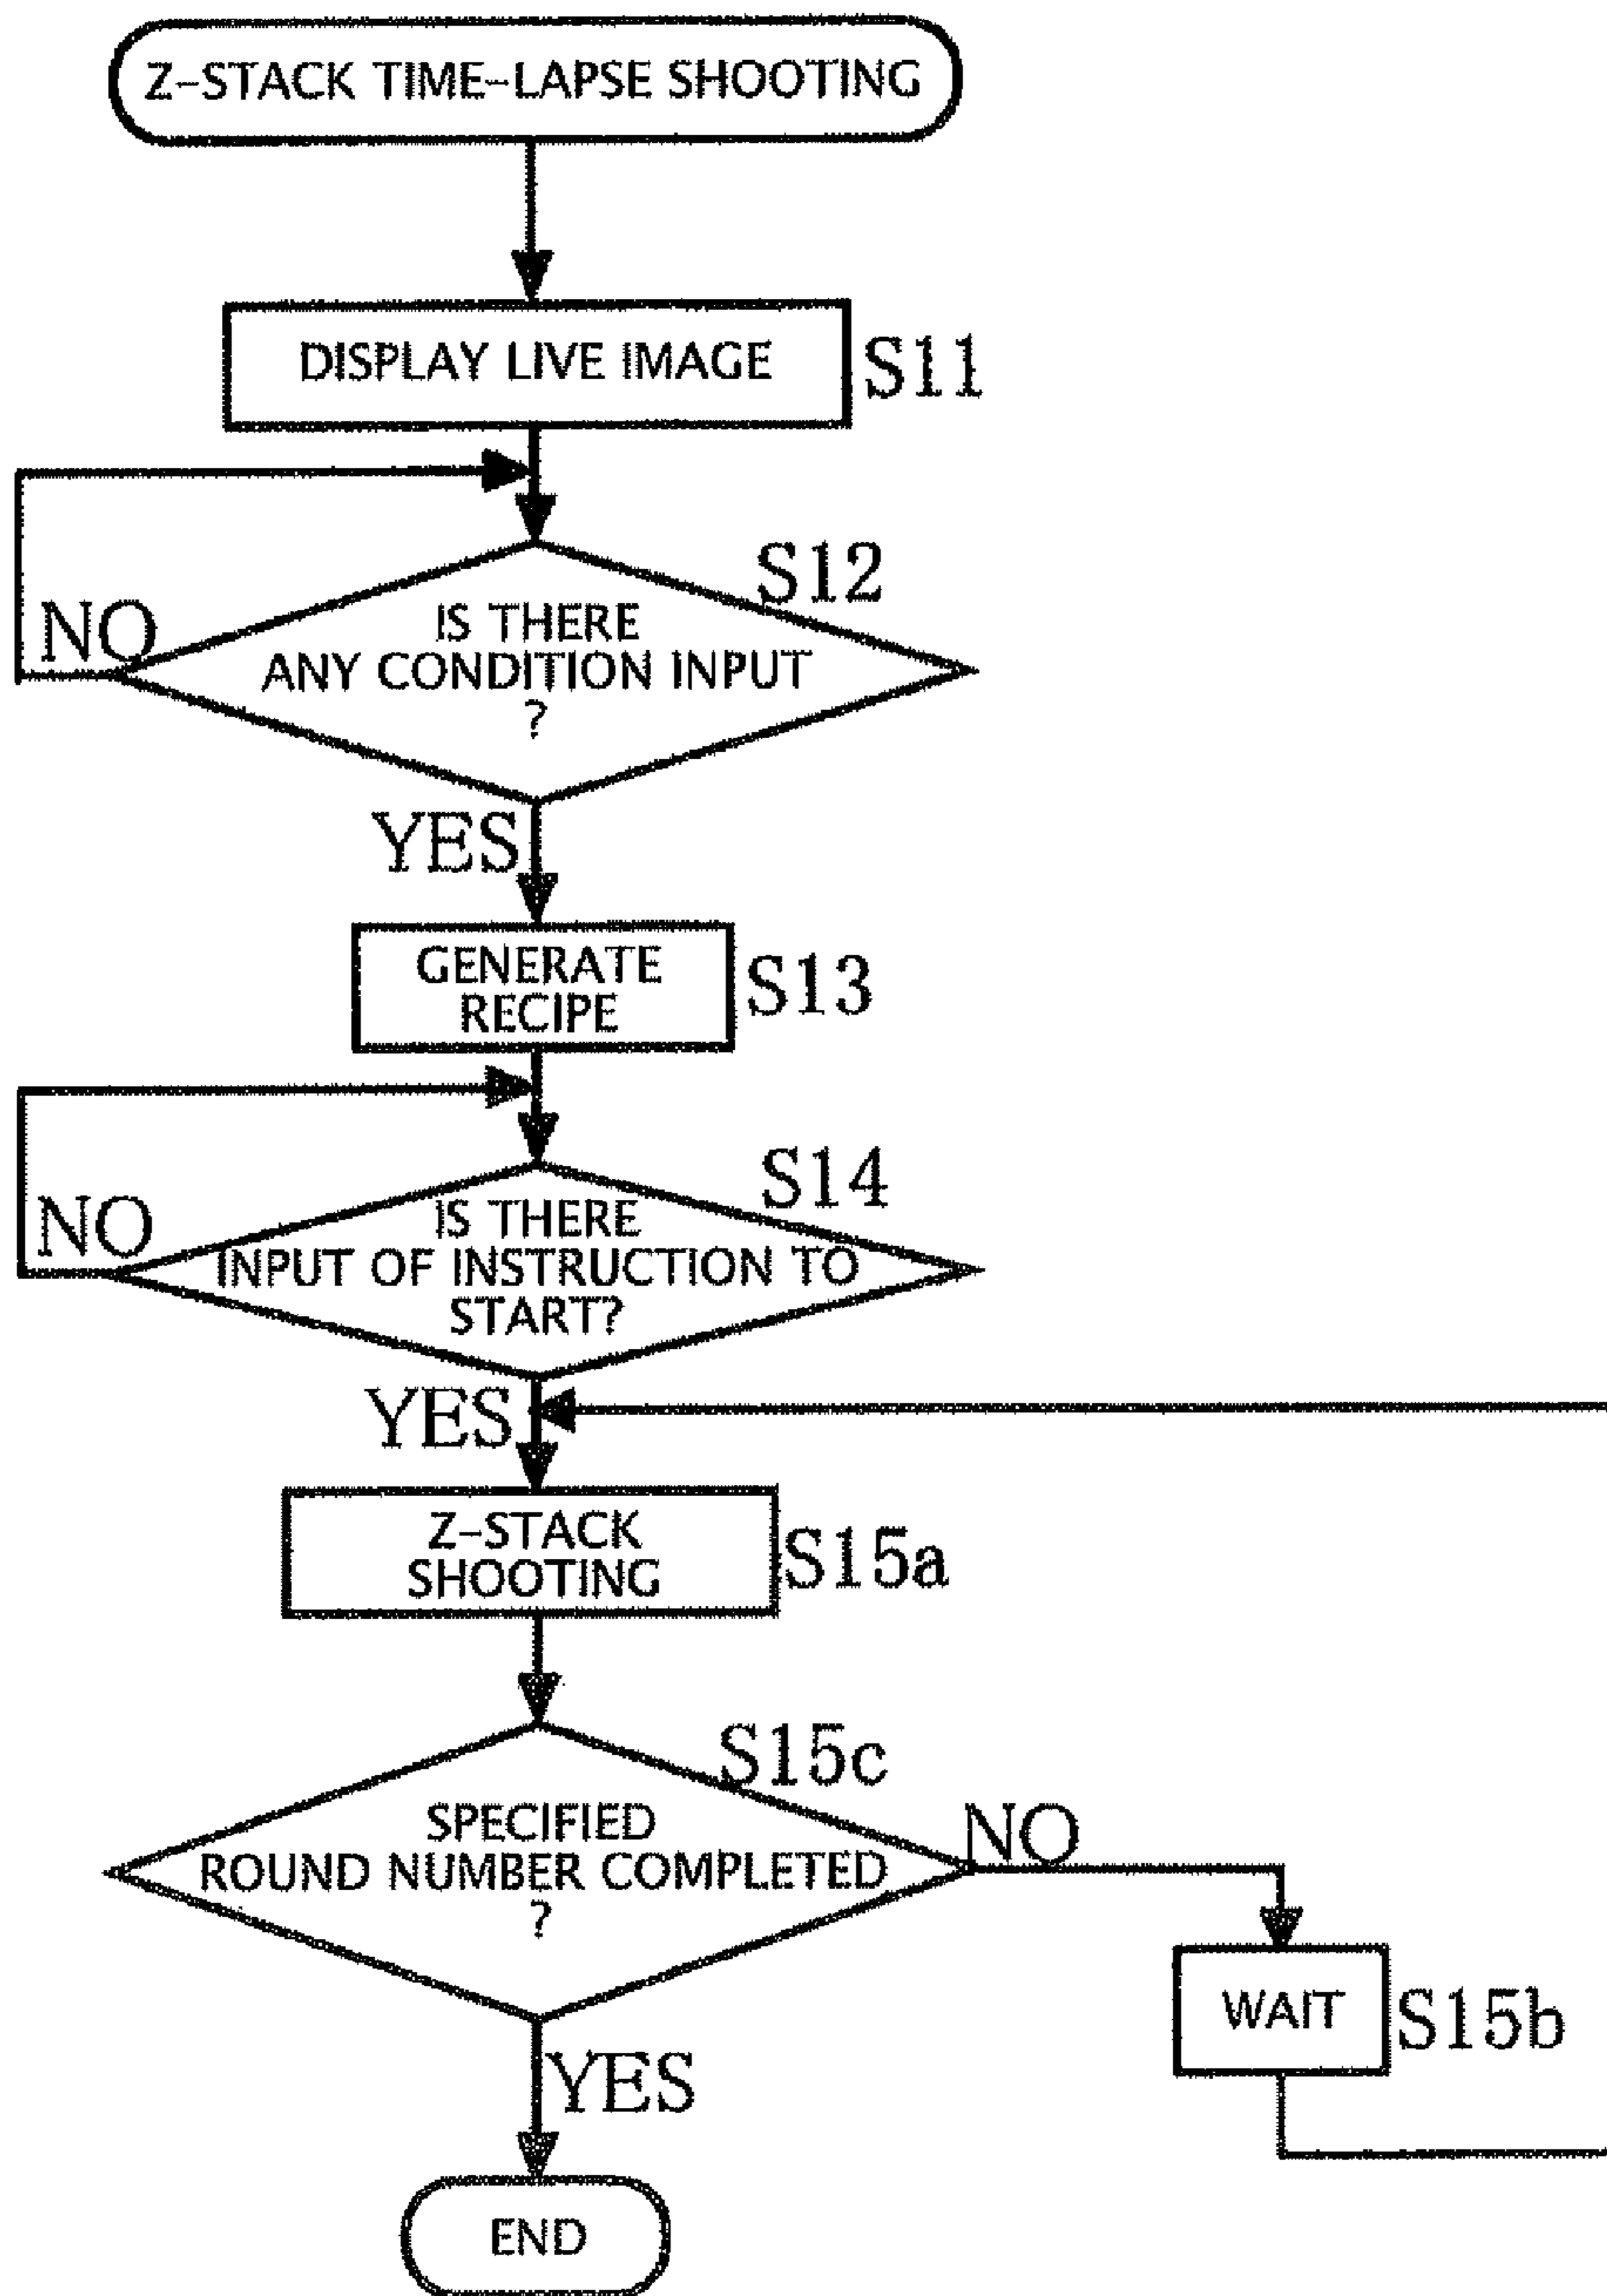 Z-STACK TIME-LAPSE SHOOTING
DISPLAY LIVE IMAGE
S11
S12
NO
IS THERE
ANY CONDITION INPUT
?
YES
GENERATE
RECIPE
S13
S14
NO
IS THERE
INPUT OF INSTRUCTION TO
START?
YES
Z-STACK
SHOOTING
S15a
S15c
SPECIFIED
ROUND NUMBER COMPLETED
?
NO
WAIT
S15b
YES
END